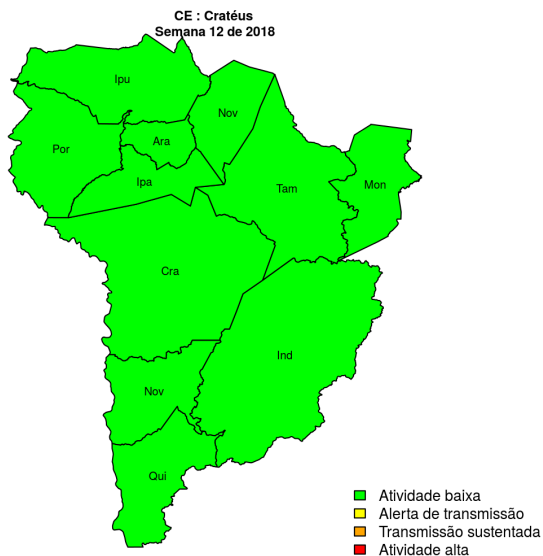 CE : Cratéus
Semana 12 de 2018
Ipu
Nov
Por
Ara
Ipa
Tam
Mon
Cra
Ind
Nov
Qui
Atividade baixa
Alerta de transmissão
Transmissão sustentada
Atividade alta